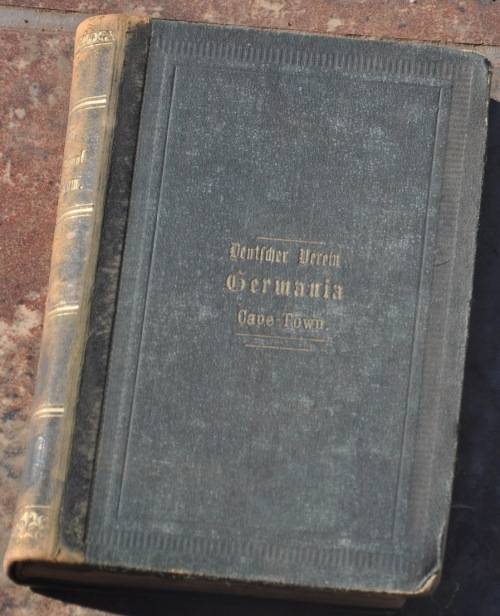 Deutscher Verein
Germania
Cape Town.